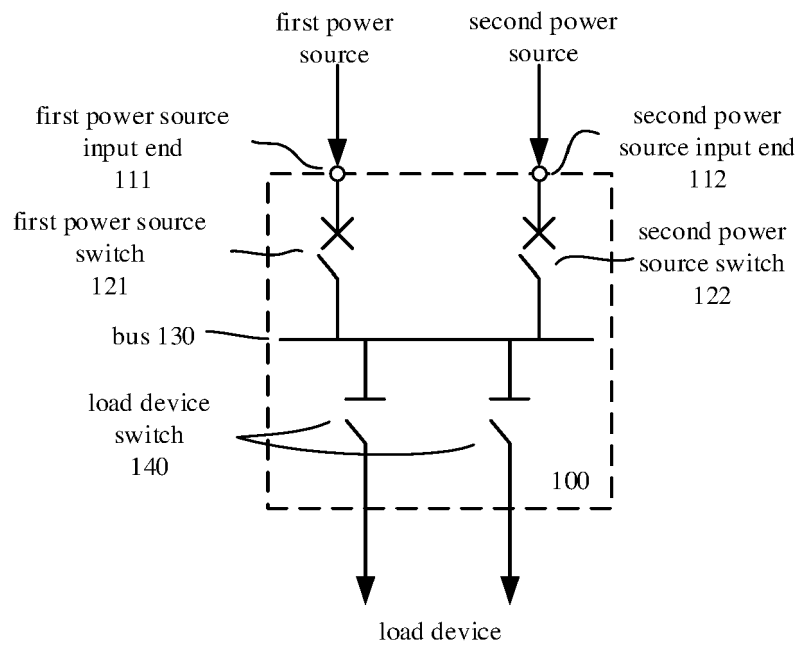 first power
source
second power
source
first power source
input end
111
second power
source input end
112
first power source
switch
121
second power
source switch
122
bus 130
load device
switch
140
100
load device